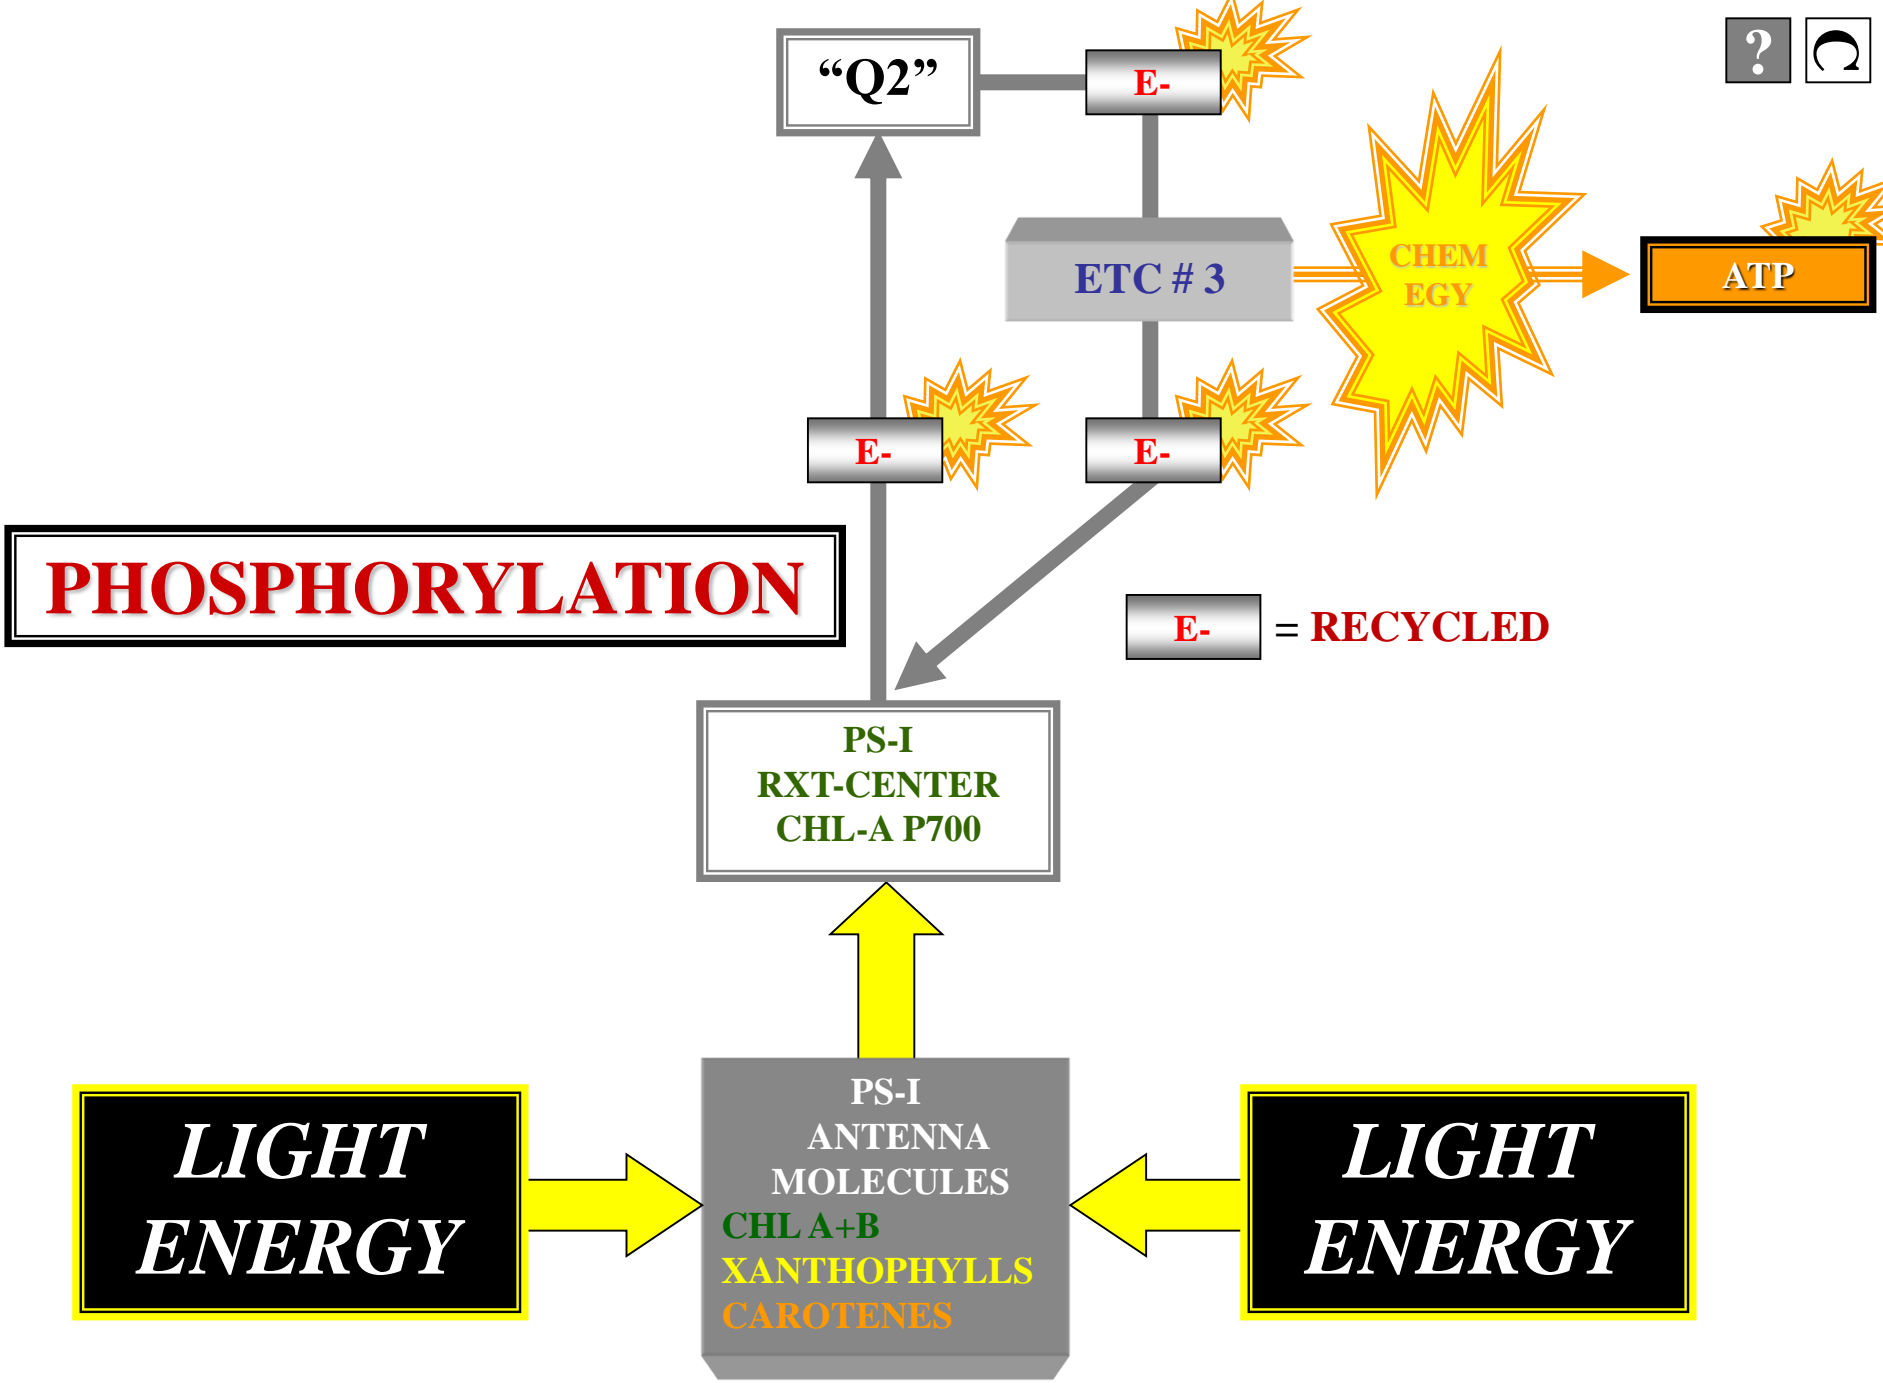 “Q2”
E-
?
C
CHEM
EGY
ETC # 3
ATP
E-
E-
PHOSPHORYLATION
E-
= RECYCLED
PS-I
RXT-CENTER
CHL-A P700
LIGHT
ENERGY
PS-I
ANTENNA
MOLECULES
CHL A+B
XANTHOPHYLLS
CAROTENES
LIGHT
ENERGY